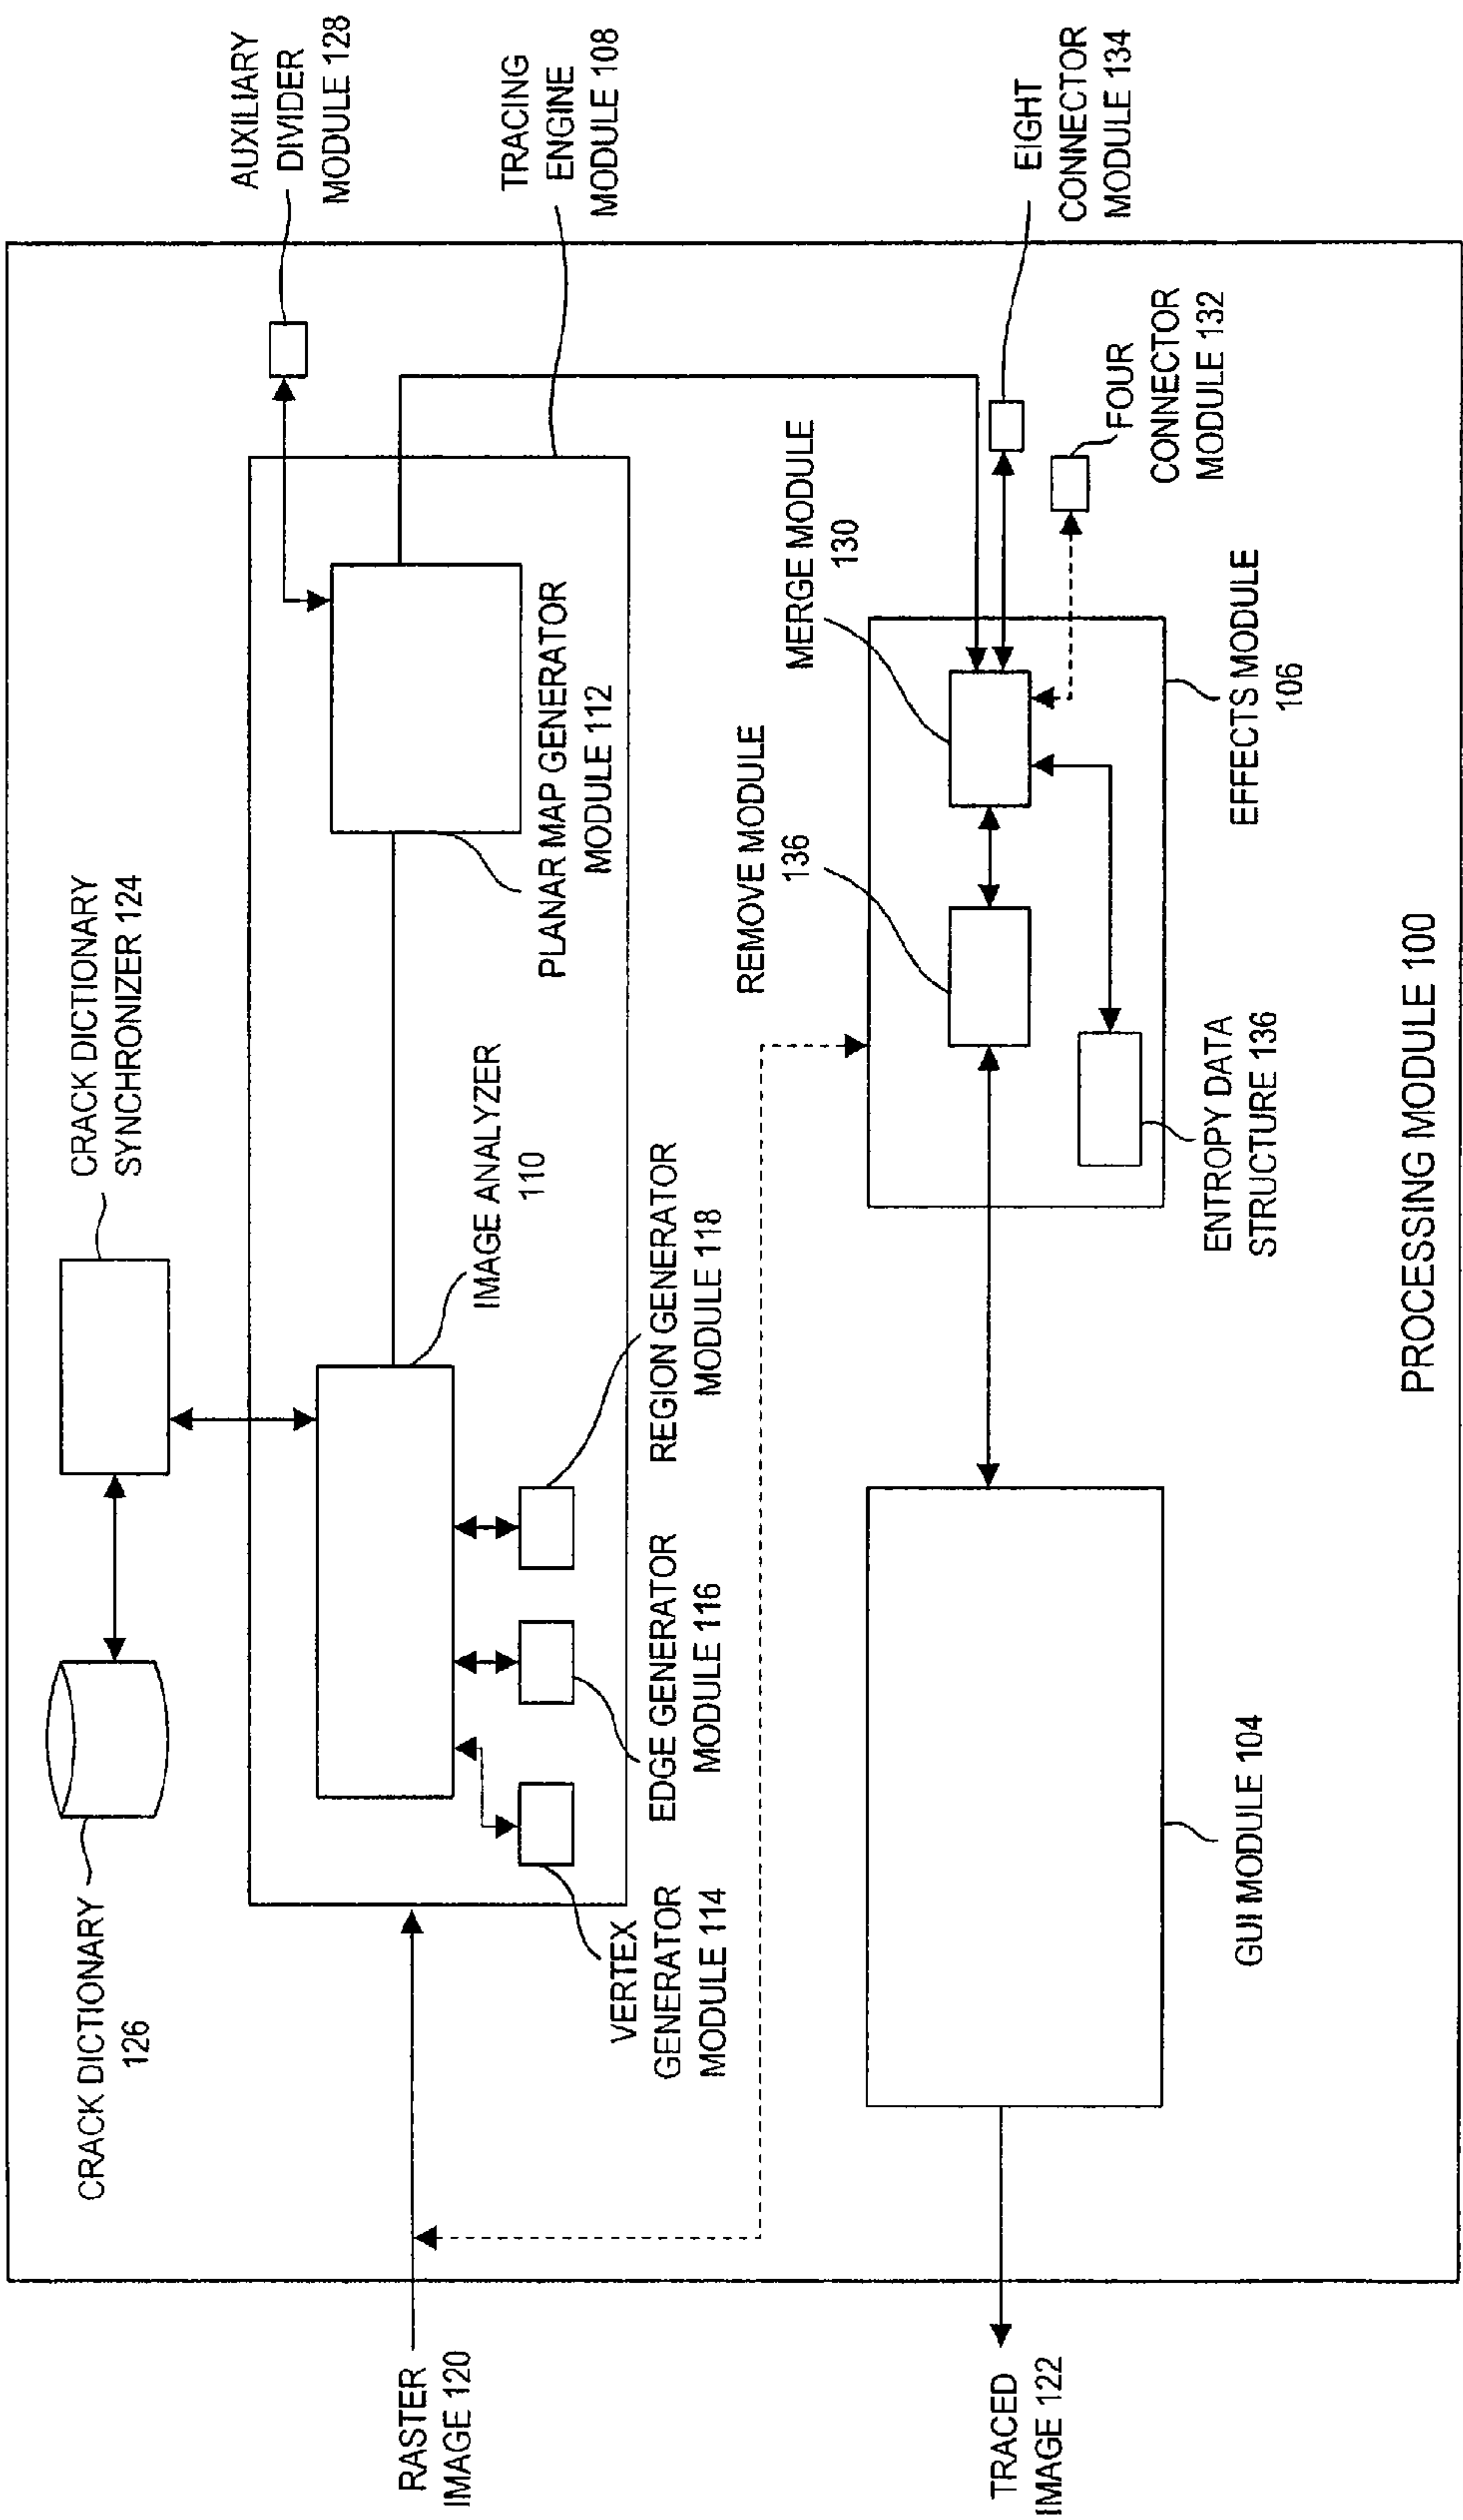 CRACK DICTIONARY
126
CRACK DICTIONARY
SYNCHRONIZER 124
AUXILIARY
DIVIDER
MODULE 128
TRACING
ENGINE
MODULE 108
RASTER
IMAGE 120
IMAGE ANALYZER
110
PLANAR MAP GENERATOR
MODULE 112
VERTEX
GENERATOR
MODULE 114
EDGE GENERATOR
MODULE 116
REGION GENERATOR
MODULE 118
REMOVE MODULE
136
MERGE MODULE
130
EIGHT
CONNECTOR
MODULE 134
FOUR
CONNECTOR
MODULE 132
TRACED
IMAGE 122
GUI MODULE 104
ENTROPY DATA
STRUCTURE 136
EFFECTS MODULE
106
PROCESSING MODULE 100